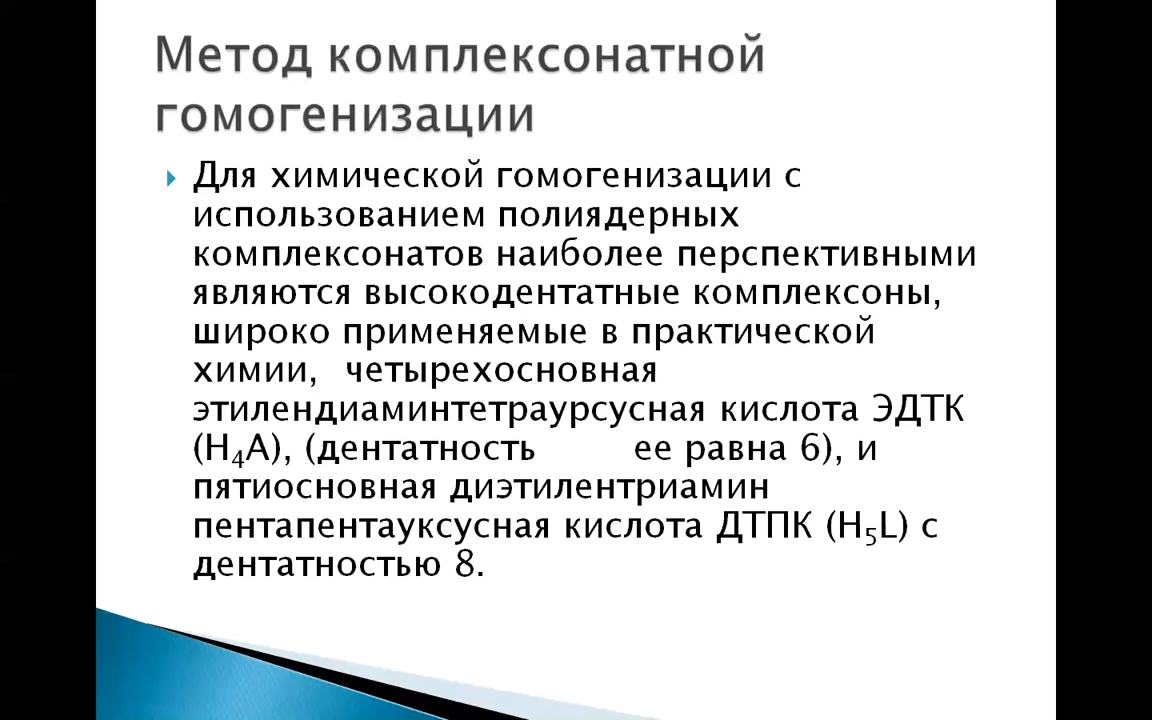 Метод комплексонатной
гомогенизации
Для химической гомогенизации с
использованием полиядерных
комплексонатов наиболее перспективными
являются высокодентатные комплексоны,
широко применяемые в практической
химии, четырехосновная
этилендиаминтетраурсусная кислота ЭДТК
(H₄A), (дентатность ее равна 6), и
пятиосновная диэтилентриамин
пентапентауксусная кислота ДТПК (H₅L) с
дентатностью 8.